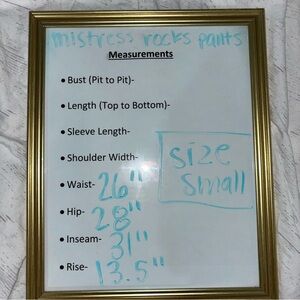 mistress rocks pants
Measurements
• Bust (Pit to Pit)-
• Length (Top to Bottom)-
• Sleeve Length-
• Shoulder Width-
• Waist- 26"
• Hip- 28"
• Inseam- 31"
• Rise- 13.5"
size
small